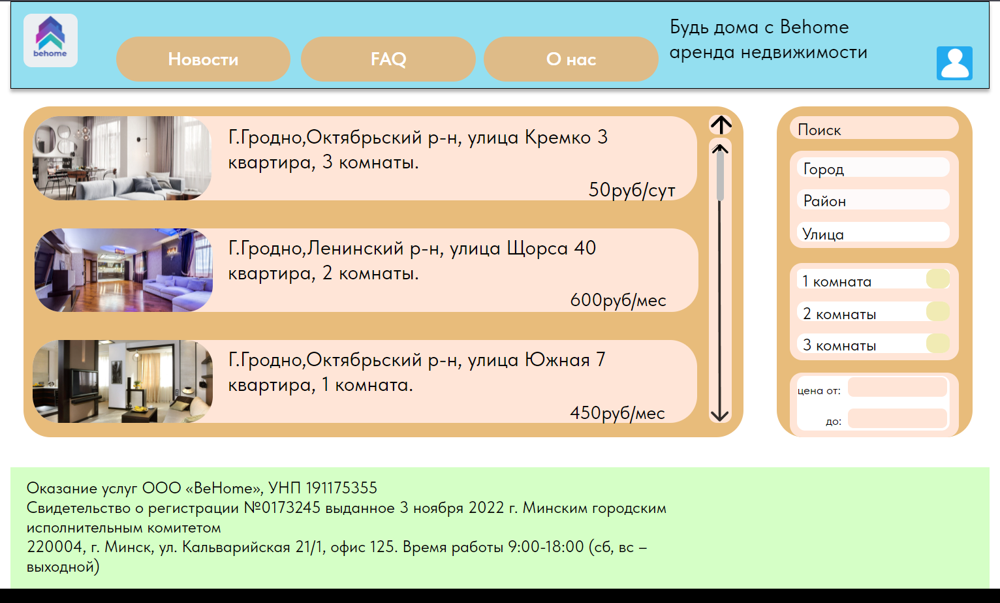 behome
Новости
FAQ
О нас
Будь дома с Behome
аренда недвижимости
Г.Гродно,Октябрьский р-н, улица Кремко 3
квартира, 3 комнаты.
50руб/сут
Г.Гродно,Ленинский р-н, улица Щорса 40
квартира, 2 комнаты.
600руб/мес
Г.Гродно,Октябрьский р-н, улица Южная 7
квартира, 1 комната.
450руб/мес
Поиск
Город
Район
Улица
1 комната
2 комнаты
3 комнаты
цена от:
до:
Оказание услуг ООО «BeHome», УНП 191175355
Свидетельство о регистрации №0173245 выданное 3 ноября 2022 г. Минским городским
исполнительным комитетом
220004, г. Минск, ул. Кальварийская 21/1, офис 125. Время работы 9:00-18:00 (сб, вс –
выходной)